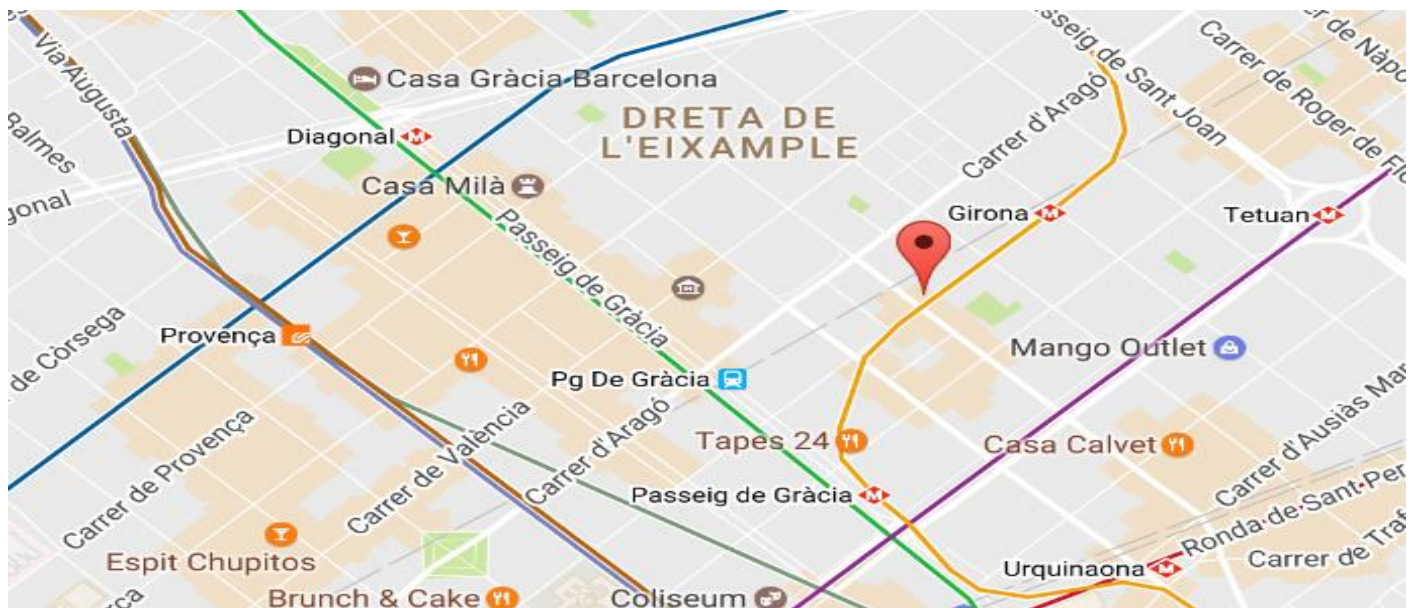 Via Augusta
Balmes
Casa Gràcia Barcelona
Diagonal
DRETA DE
L'EIXAMPLE
Carrer d'Aragó
Passeig de Sant Joan
Carrer de Roger de Flo
er de Nàpo
gonal
Casa Milà
Passeig de Gràcia
Girona
Tetuan
Provença
de Còrsega
Pg De Gràcia
Mango Outlet
Carrer de Provença
Carrer de València
Carrer d'Aragó
Tapes 24
Casa Calvet
Carrer d'Ausiàs Mar
Passeig de Gràcia
Ronda de Sant Per
Carrer de Traf
Espit Chupitos
Urquinaona
Brunch & Cake
Coliseum
rca